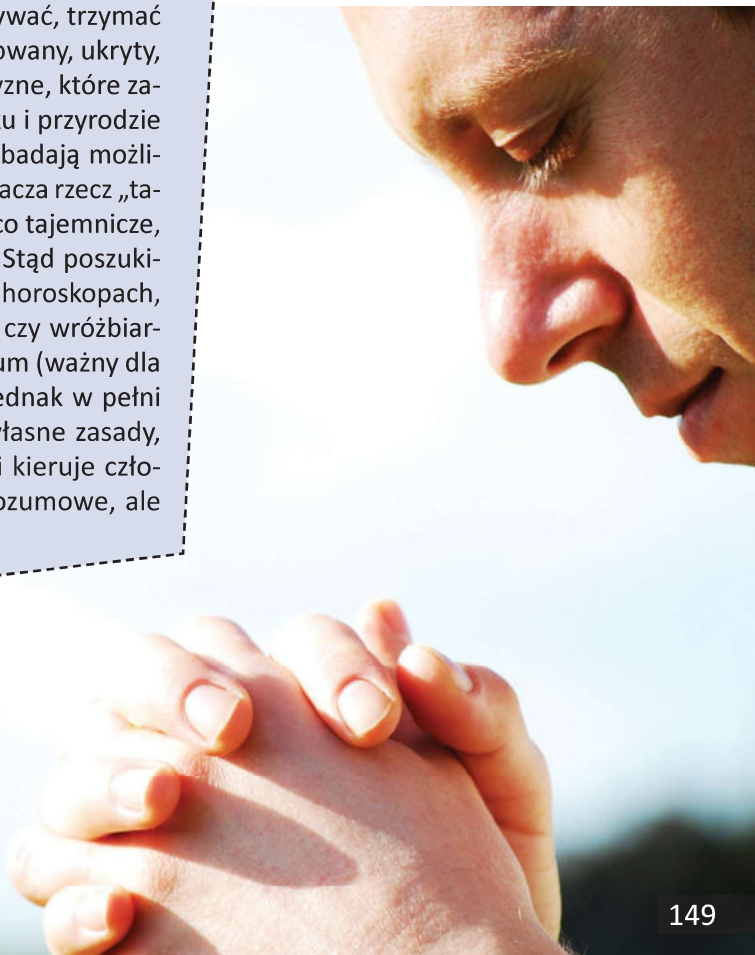 ywać, trzymać
owany, ukryty,
yzne, które za-
u i przyrodzie
badają możli-
acza rzecz „ta-
co tajemnicze,
Stąd poszuki-
horoskopach,
czy wróżbiar-
um (ważny dla
ednak w pełni
łasne zasady,
i kieruje czło-
ozumowe, ale
149